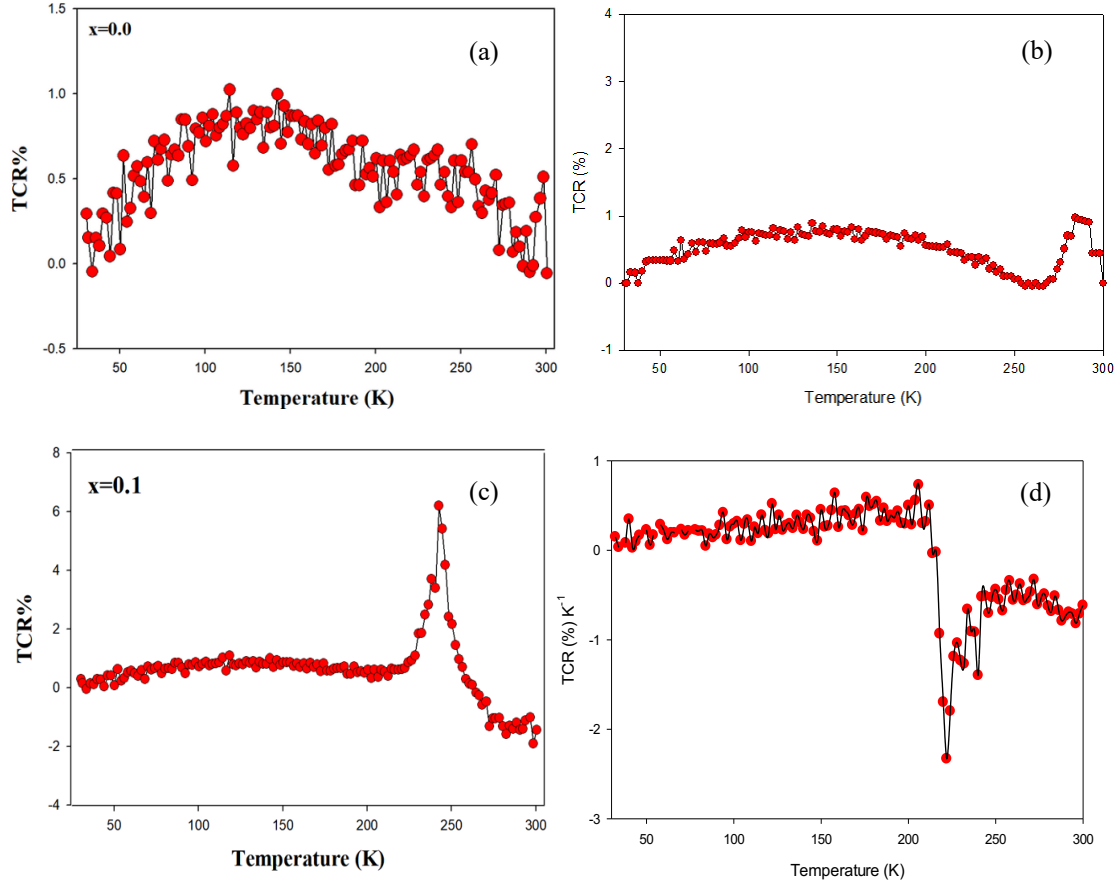 x=0.0
(a)
1.5
1.0
0.5
0.0
-0.5
TCR%
50 100 150 200 250 300
Temperature (K)
(b)
4
3
2
1
0
-1
TCR (%)
50 100 150 200 250 300
Temperature (K)
x=0.1
(c)
8
6
4
2
0
-2
-4
TCR%
50 100 150 200 250 300
Temperature (K)
(d)
1
0
-1
-2
-3
TCR (%) K⁻¹
50 100 150 200 250 300
Temperature (K)